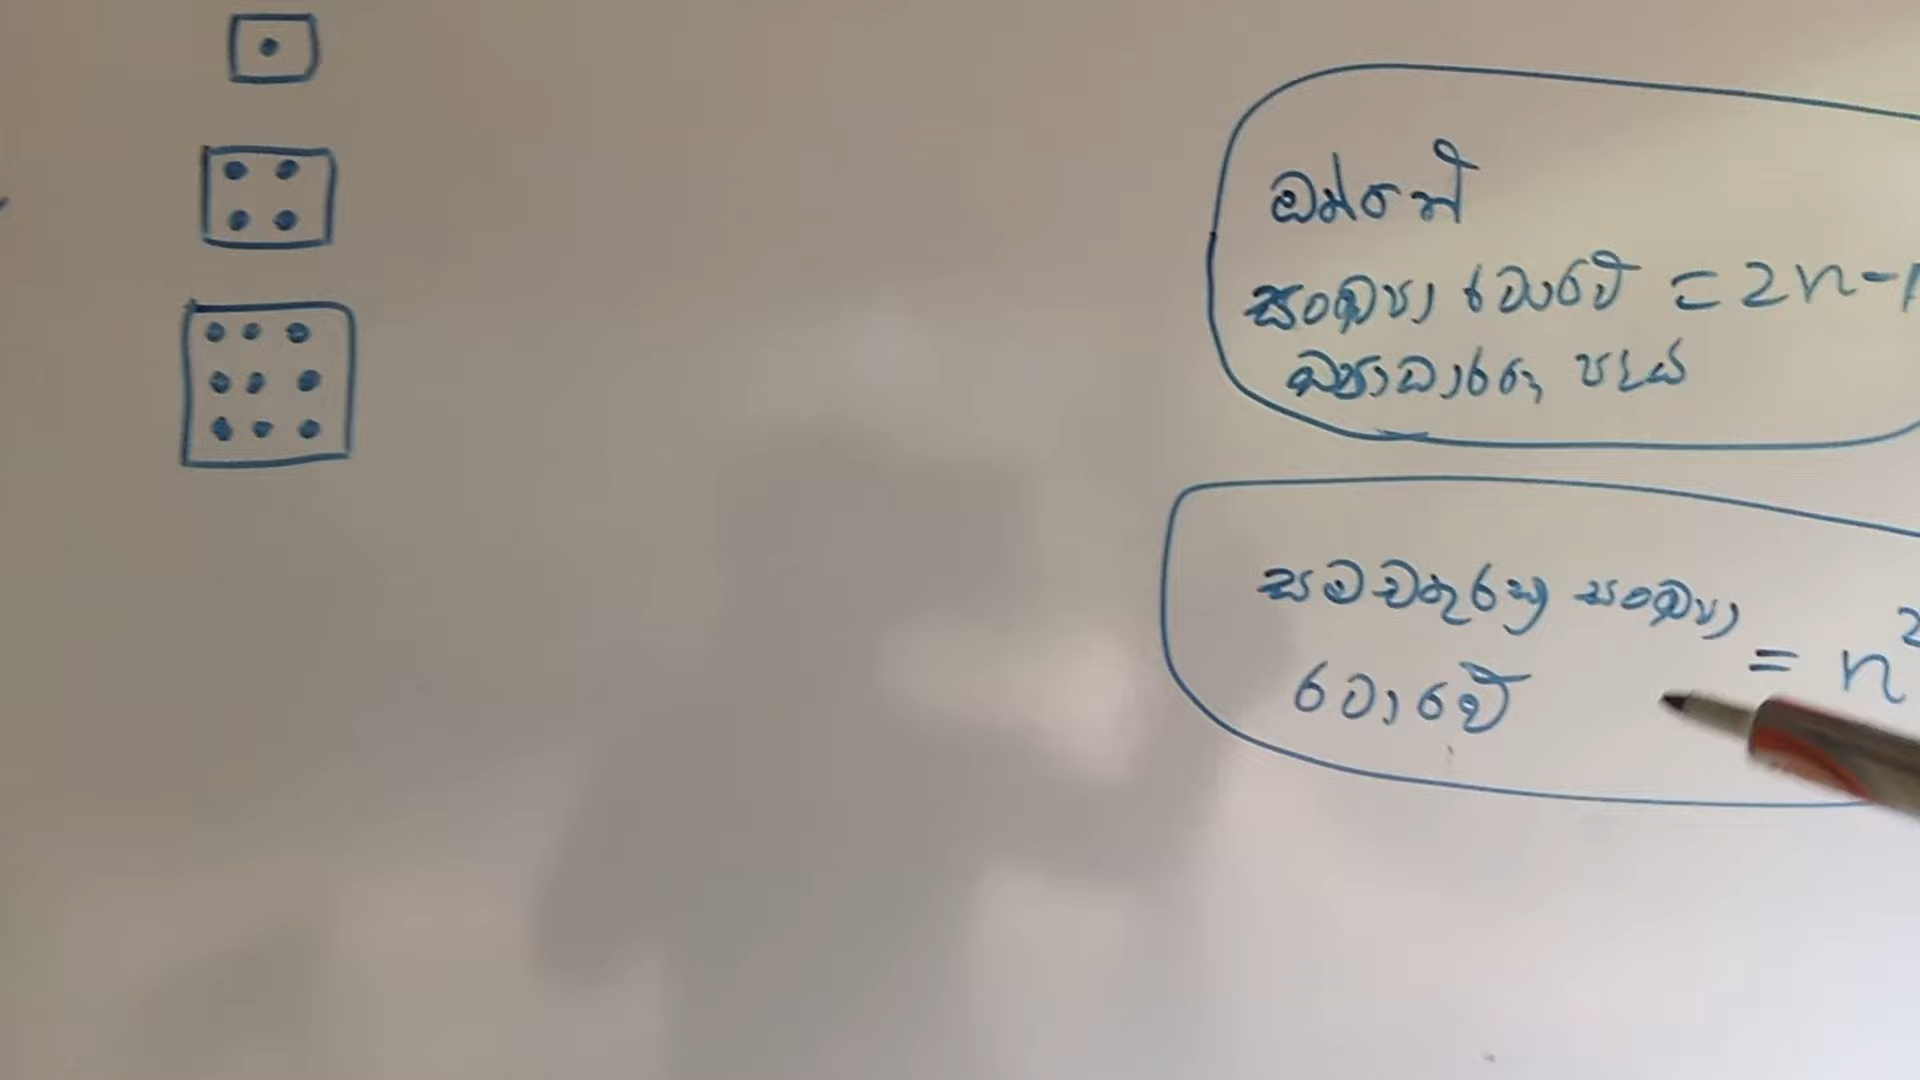 ඔත්තේ
සංඛ්‍යා රටාවේ = 2n-1
සාධාරණ පදය
සමචතුරස්‍ර සංඛ්‍යා
රටාවේ = n²